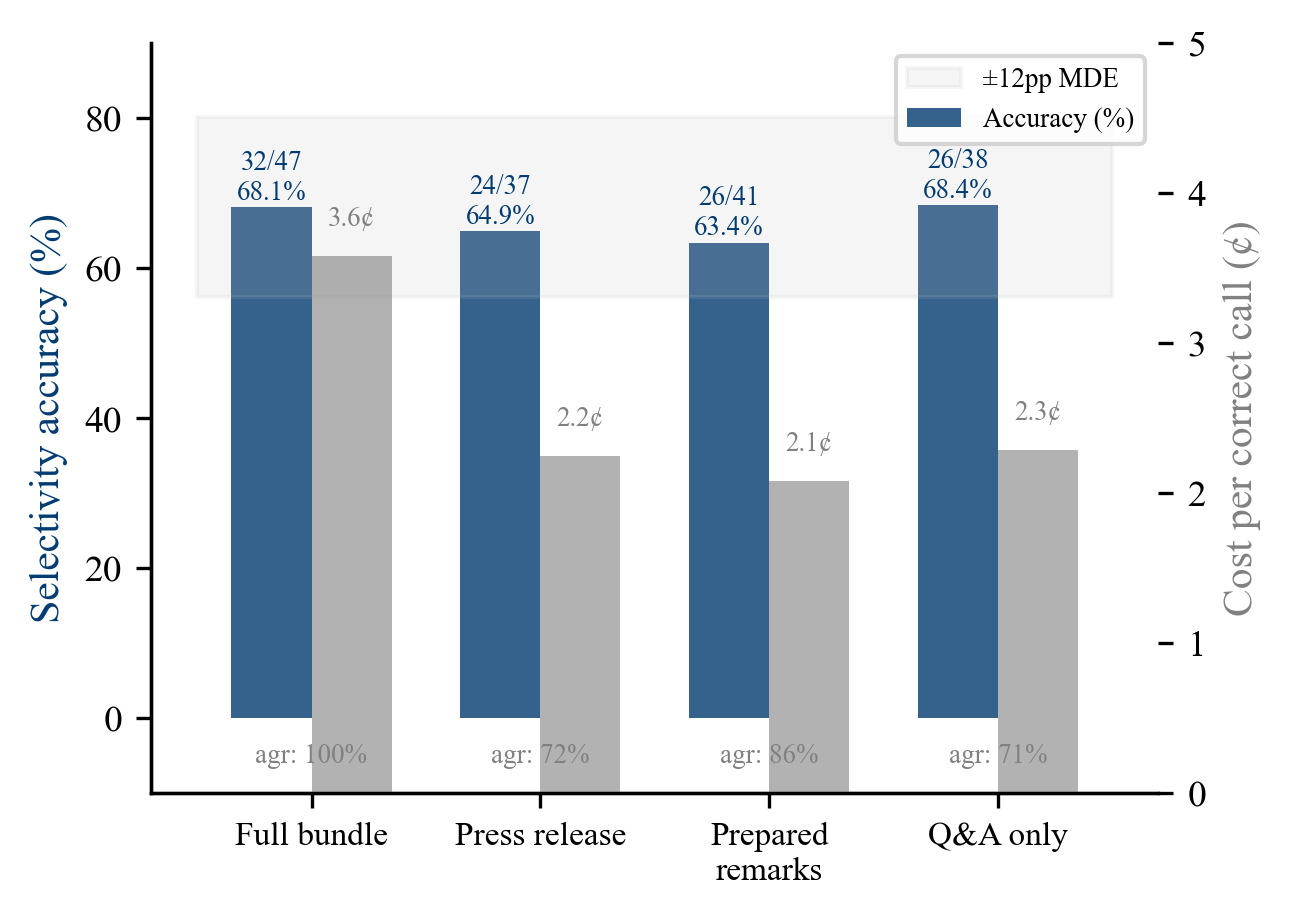 ±12pp MDE
Accuracy (%)
Selectivity accuracy (%)
80
60
40
20
0
5
4
3
2
1
0
Cost per correct call (¢)
32/47
68.1%
3.6¢
24/37
64.9%
2.2¢
26/41
63.4%
2.1¢
26/38
68.4%
2.3¢
agr: 100%
agr: 72%
agr: 86%
agr: 71%
Full bundle
Press release
Prepared
remarks
Q&A only